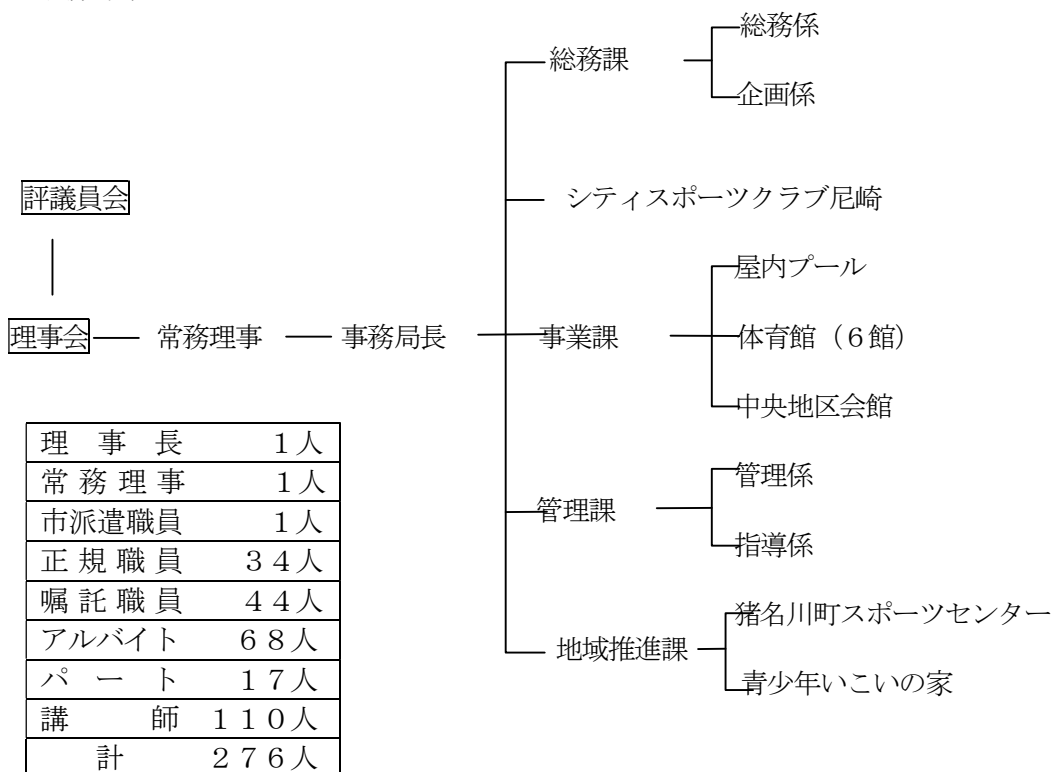 総務係
総務課
企画係
評議員会
シティスポーツクラブ尼崎
屋内プール
理事会 常務理事 事務局長 事業課 体育館(6館)
中央地区会館
管理係
管理課
指導係
猪名川町スポーツセンター
地域推進課
青少年いこいの家
理事長 1人
常務理事 1人
市派遣職員 1人
正規職員 34人
嘱託職員 44人
アルバイト 68人
パート 17人
講師 110人
計 276人